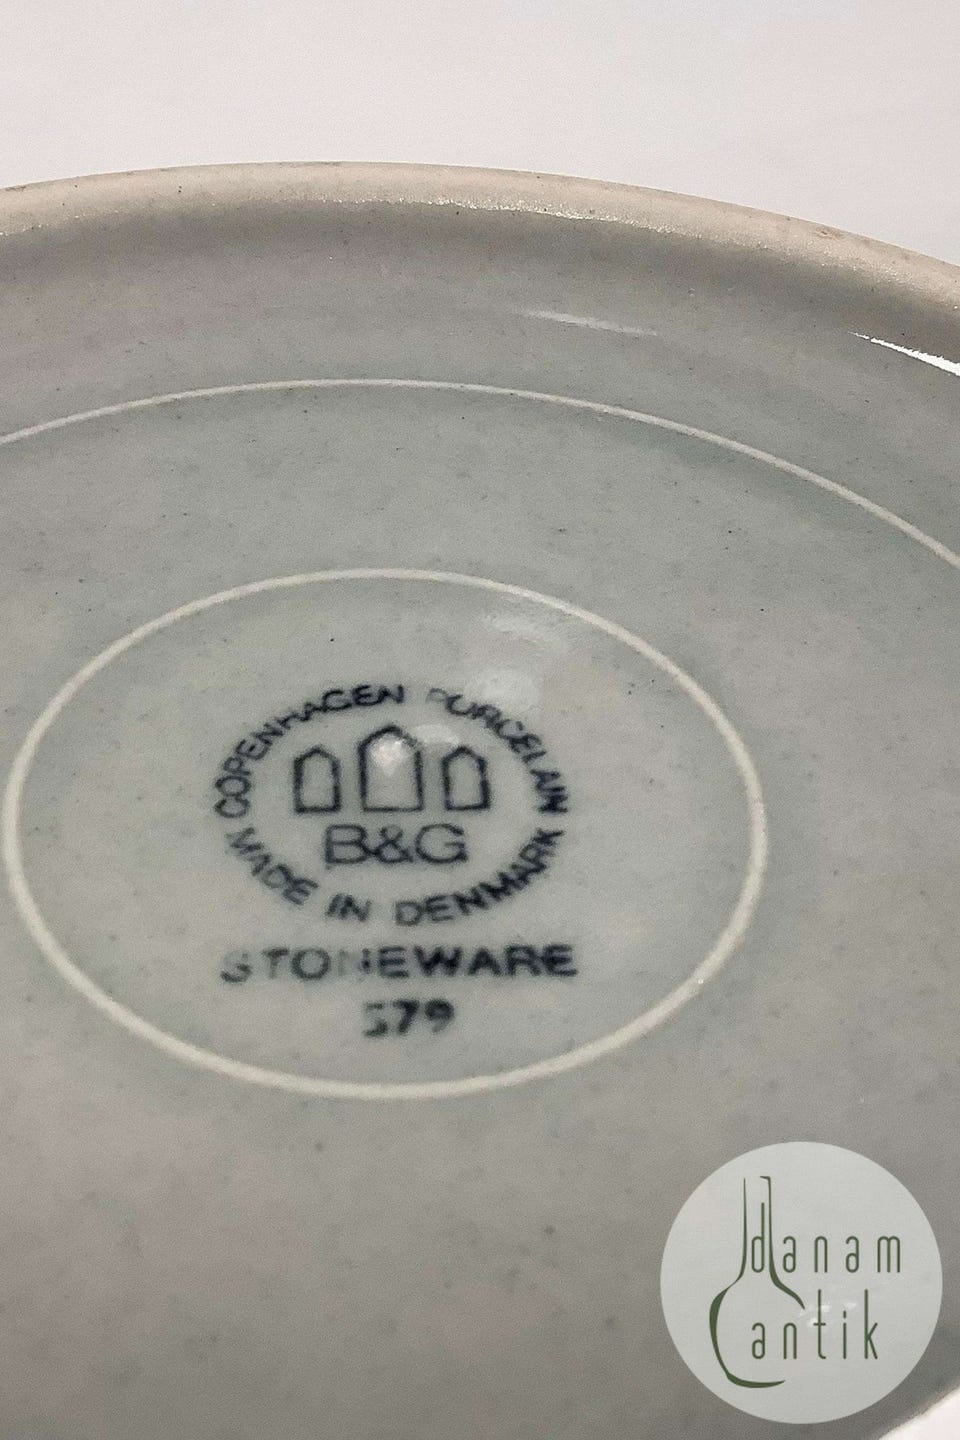 COPENHAGEN PORCELAIN
B&G
MADE IN DENMARK
STONEWARE
579
danam
antik